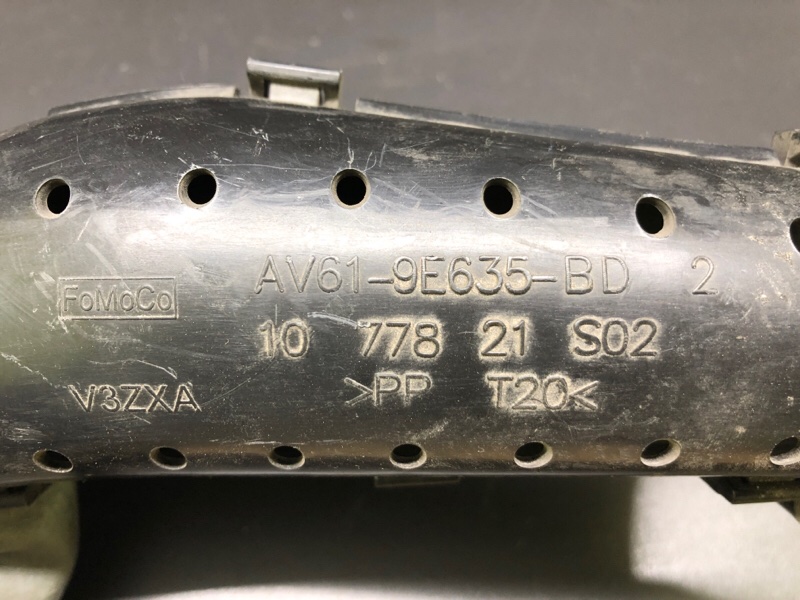 AV61-9E635-BD 2
FoMoCo
10 778 21 S02
V3ZXA >PP T20<